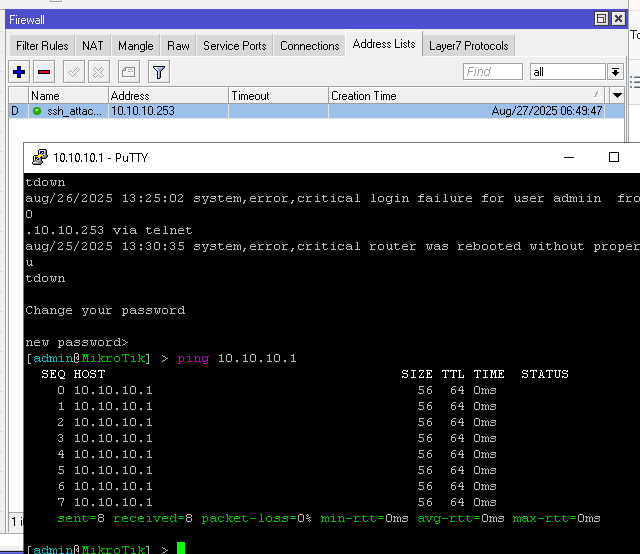 Firewall
Filter Rules NAT Mangle Raw Service Ports Connections Address Lists Layer7 Protocols
Find all
Name Address Timeout Creation Time
D ssh_attac... 10.10.10.253 Aug/27/2025 06:49:47
10.10.10.1 - PuTTY
tdown
aug/26/2025 13:25:02 system,error,critical login failure for user admiin fro
0
.10.10.253 via telnet
aug/25/2025 13:30:35 system,error,critical router was rebooted without proper
u
tdown
Change your password
new password>
[admin@MikroTik] > ping 10.10.10.1
SEQ HOST SIZE TTL TIME STATUS
0 10.10.10.1 56 64 0ms
1 10.10.10.1 56 64 0ms
2 10.10.10.1 56 64 0ms
3 10.10.10.1 56 64 0ms
4 10.10.10.1 56 64 0ms
5 10.10.10.1 56 64 0ms
6 10.10.10.1 56 64 0ms
7 10.10.10.1 56 64 0ms
sent=8 received=8 packet-loss=0% min-rtt=0ms avg-rtt=0ms max-rtt=0ms
[admin@MikroTik] >